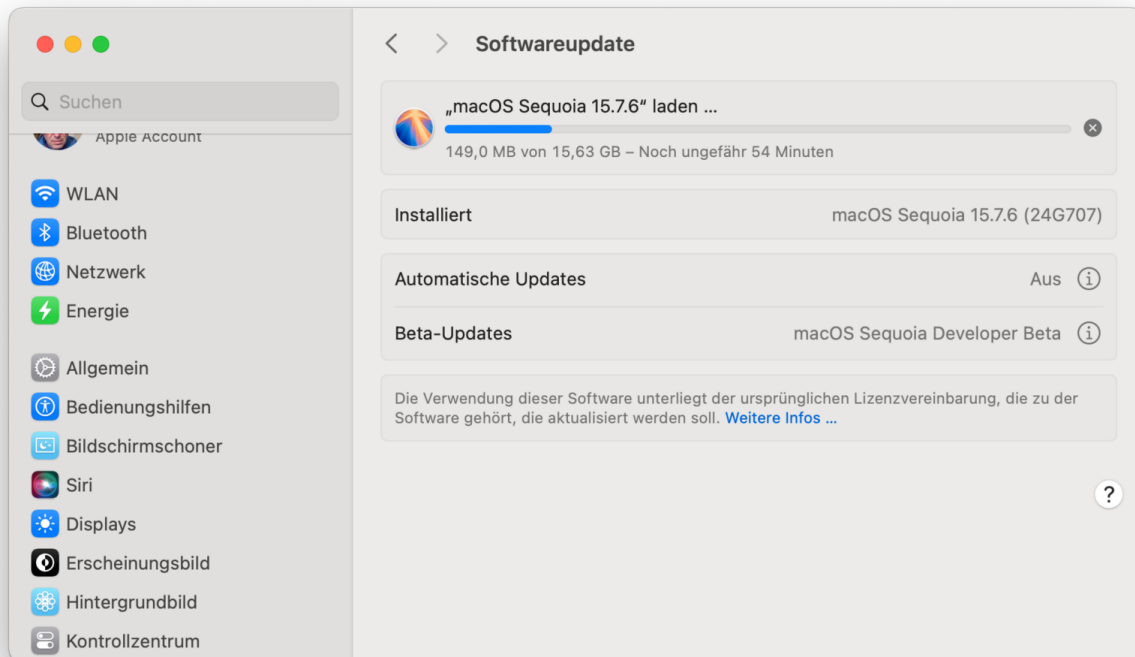 Softwareupdate
Suchen
Apple Account
WLAN
Bluetooth
Netzwerk
Energie
Allgemein
Bedienungshilfen
Bildschirmschoner
Siri
Displays
Erscheinungsbild
Hintergrundbild
Kontrollzentrum
„macOS Sequoia 15.7.6“ laden ...
149,0 MB von 15,63 GB – Noch ungefähr 54 Minuten
Installiert macOS Sequoia 15.7.6 (24G707)
Automatische Updates Aus
Beta-Updates macOS Sequoia Developer Beta
Die Verwendung dieser Software unterliegt der ursprünglichen Lizenzvereinbarung, die zu der
Software gehört, die aktualisiert werden soll. Weitere Infos ...
?